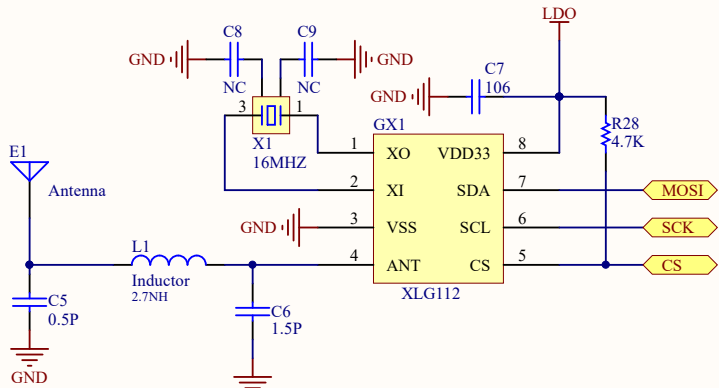 LDO
C8
C9
GND
GND
NC
NC
C7
106
GND
3
1
X1
16MHZ
GX1
R28
4.7K
1
XO
VDD33
8
E1
Antenna
2
XI
SDA
7
MOSI
GND
3
VSS
SCL
6
SCK
L1
Inductor
2.7NH
4
ANT
CS
5
CS
XLG112
C5
0.5P
C6
1.5P
GND